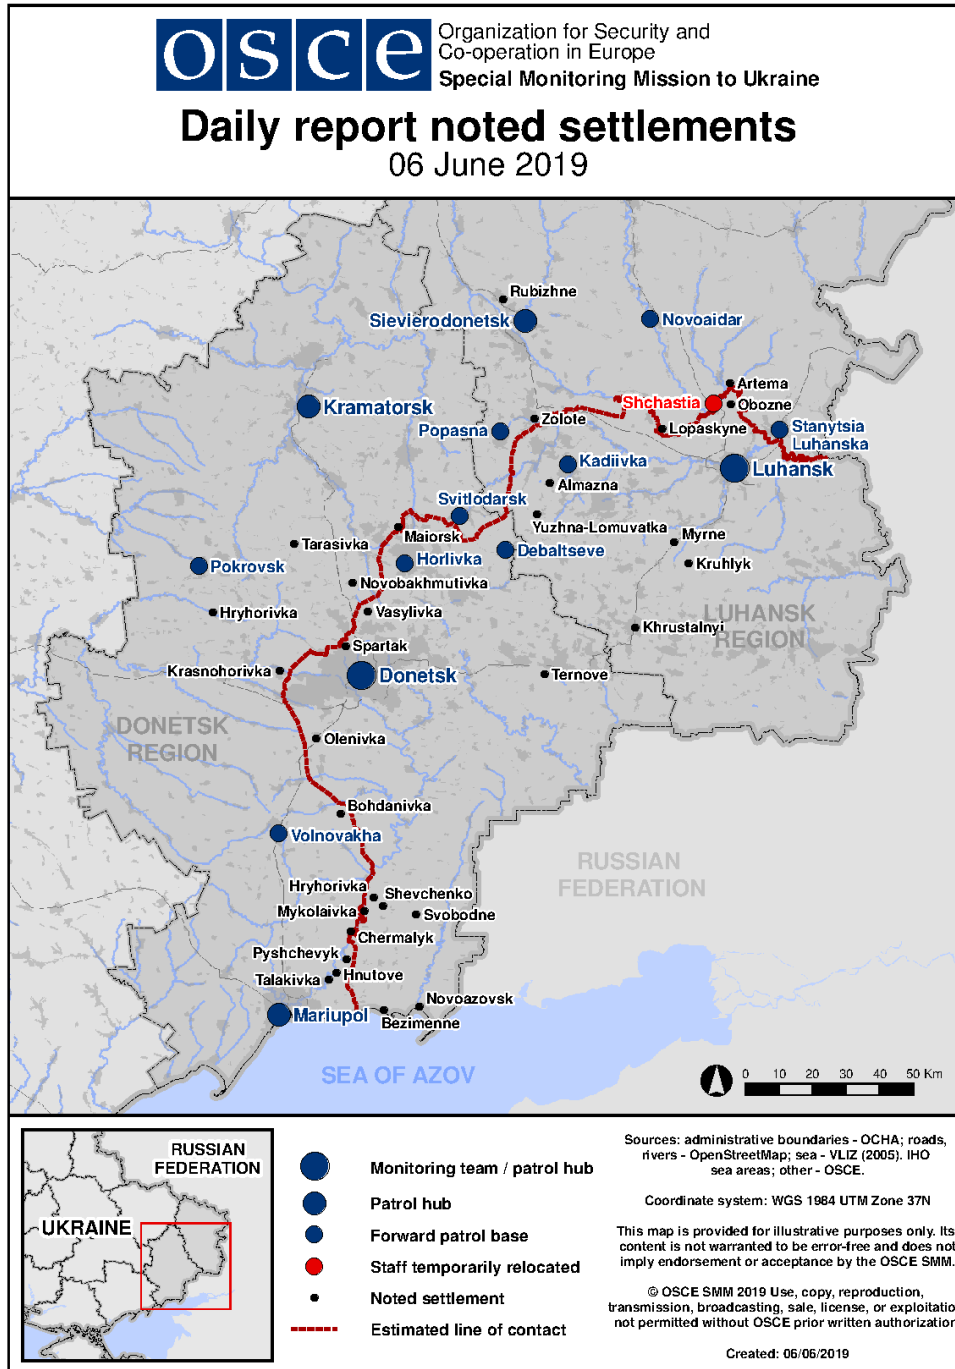 osce
Organization for Security and
Co-operation in Europe
Special Monitoring Mission to Ukraine
Daily report noted settlements
06 June 2019
Rubizhne
Sievierodonetsk
Novoaidar
Artema
Shchastia
Obozne
Kramatorsk
Zolote
Popasna
Lopaskyne
Stanytsia
Luhanska
Kadiivka
Luhansk
Almazna
Svitlodarsk
Yuzhna-Lomuvatka
Maiorsk
Myrne
Tarasivka
Debaltseve
Horlivka
Kruhlyk
Pokrovsk
Novobakhmutivka
Hryhorivka
Vasylivka
LUHANSK
REGION
Khrustalnyi
Spartak
Krasnohorivka
Donetsk
Ternove
DONETSK
REGION
Olenivka
Bohdanivka
Volnovakha
RUSSIAN
FEDERATION
Hryhorivka
Shevchenko
Mykolaivka
Svobodne
Chermalyk
Pyshchevyk
Hnutove
Talakivka
Novoazovsk
Mariupol
Bezimenne
SEA OF AZOV
0 10 20 30 40 50 Km
RUSSIAN
FEDERATION
UKRAINE
Monitoring team / patrol hub
Patrol hub
Forward patrol base
Staff temporarily relocated
Noted settlement
Estimated line of contact
Sources: administrative boundaries - OCHA; roads,
rivers - OpenStreetMap; sea - VLIZ (2005). IHO
sea areas; other - OSCE.
Coordinate system: WGS 1984 UTM Zone 37N
This map is provided for illustrative purposes only. Its
content is not warranted to be error-free and does not
imply endorsement or acceptance by the OSCE SMM.
© OSCE SMM 2019 Use, copy, reproduction,
transmission, broadcasting, sale, license, or exploitatio
not permitted without OSCE prior written authorization
Created: 06/06/2019